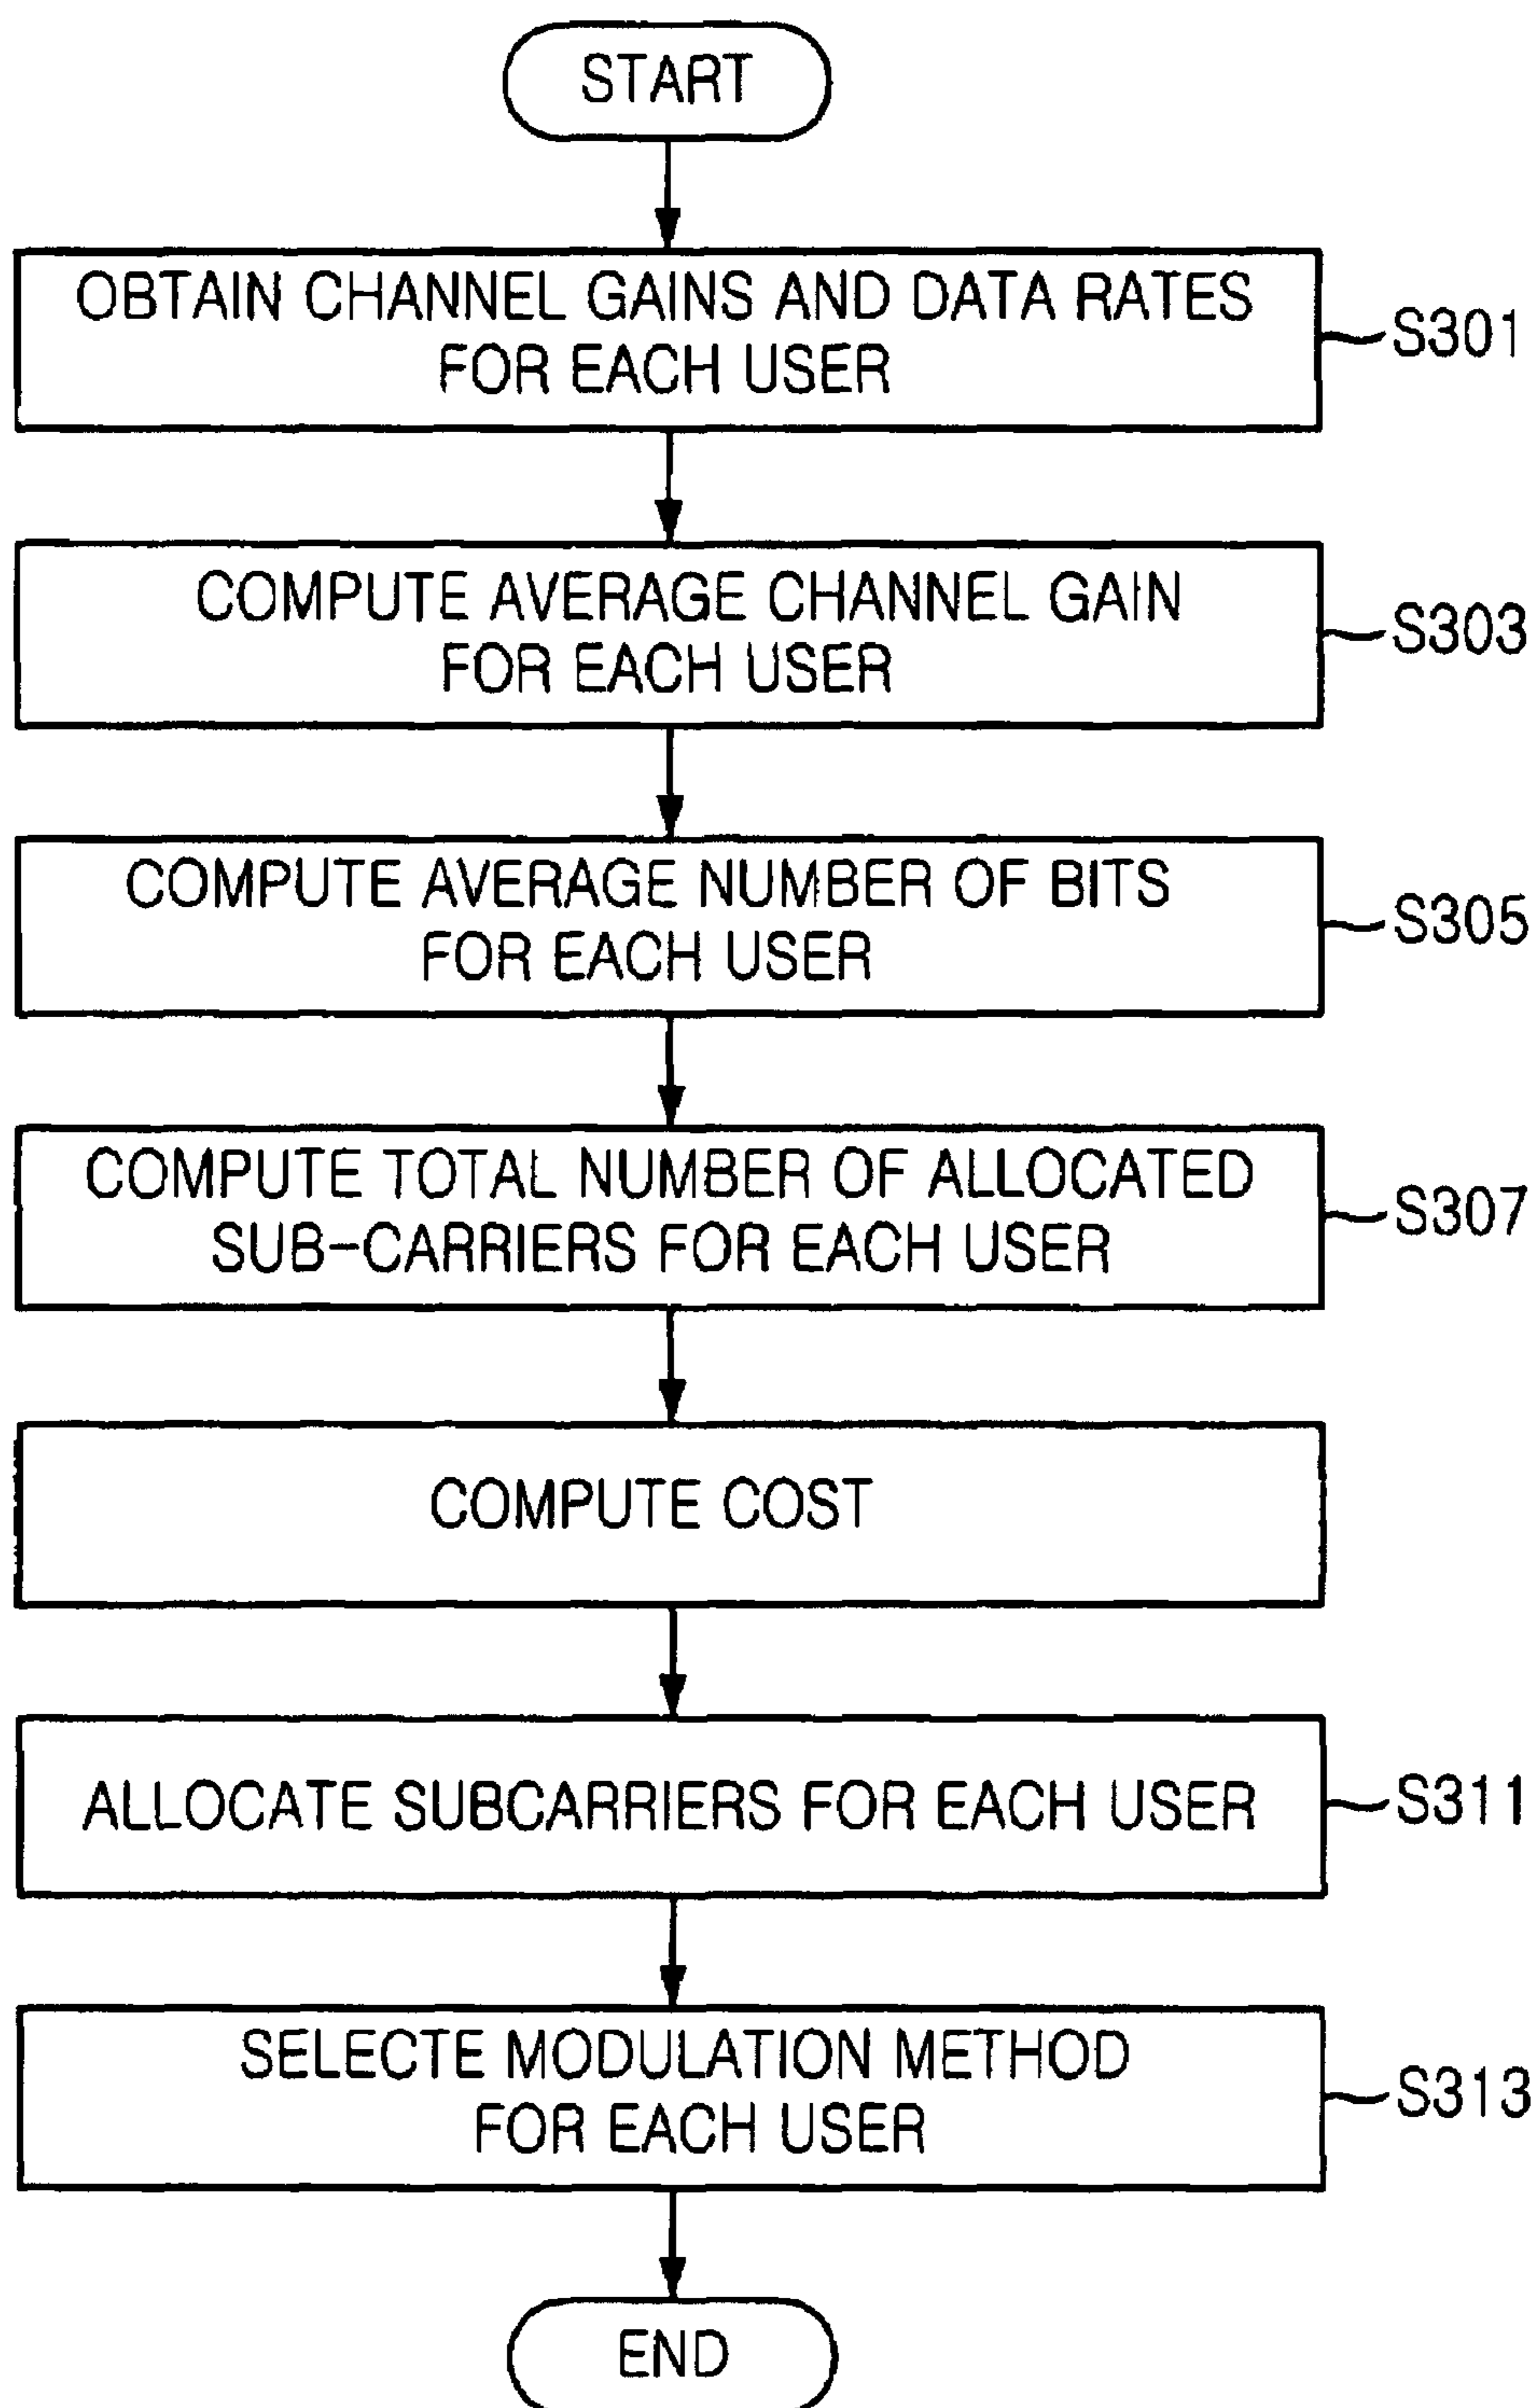 START
OBTAIN CHANNEL GAINS AND DATA RATES
FOR EACH USER
S301
COMPUTE AVERAGE CHANNEL GAIN
FOR EACH USER
S303
COMPUTE AVERAGE NUMBER OF BITS
FOR EACH USER
S305
COMPUTE TOTAL NUMBER OF ALLOCATED
SUB-CARRIERS FOR EACH USER
S307
COMPUTE COST
ALLOCATE SUBCARRIERS FOR EACH USER
S311
SELECTE MODULATION METHOD
FOR EACH USER
S313
END